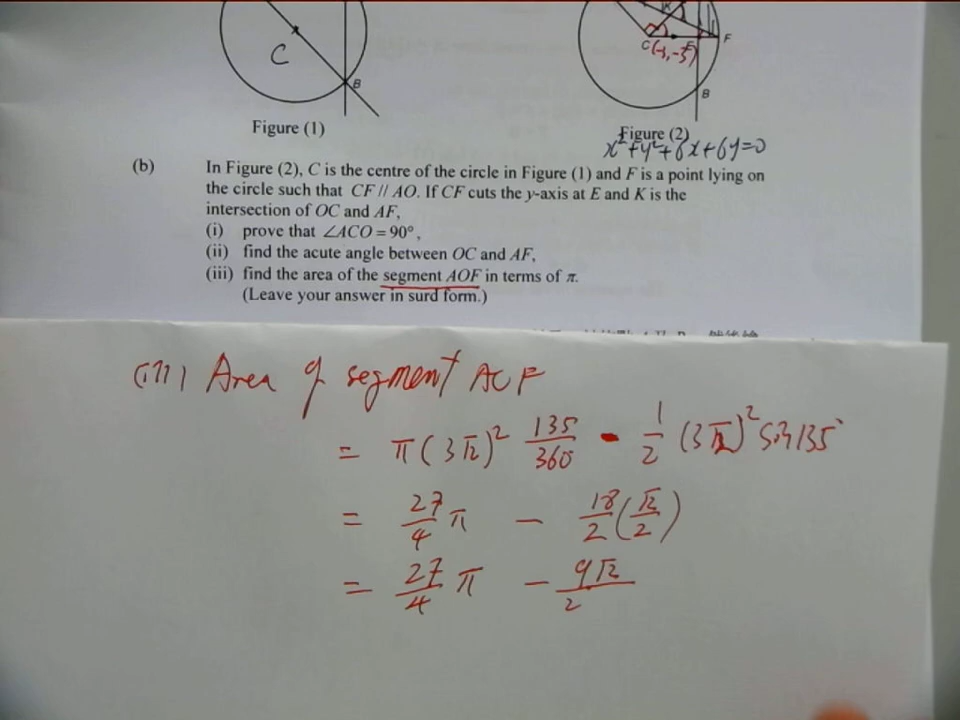 C
B
C(-3,-3)
E
F
K
B
Figure (1)
Figure (2)
x²+y²+6x+6y=0
(b) In Figure (2), C is the centre of the circle in Figure (1) and F is a point lying on
the circle such that CF // AO. If CF cuts the y-axis at E and K is the
intersection of OC and AF,
(i) prove that ∠ACO = 90°,
(ii) find the acute angle between OC and AF,
(iii) find the area of the segment AOF in terms of π.
(Leave your answer in surd form.)
(iii) Area of segment ACF
= π(3√2)² 135/360 - 1/2 (3√2)² sin135°
= 27/4 π - 18/2 (√2/2)
= 27/4 π - 9√2/2